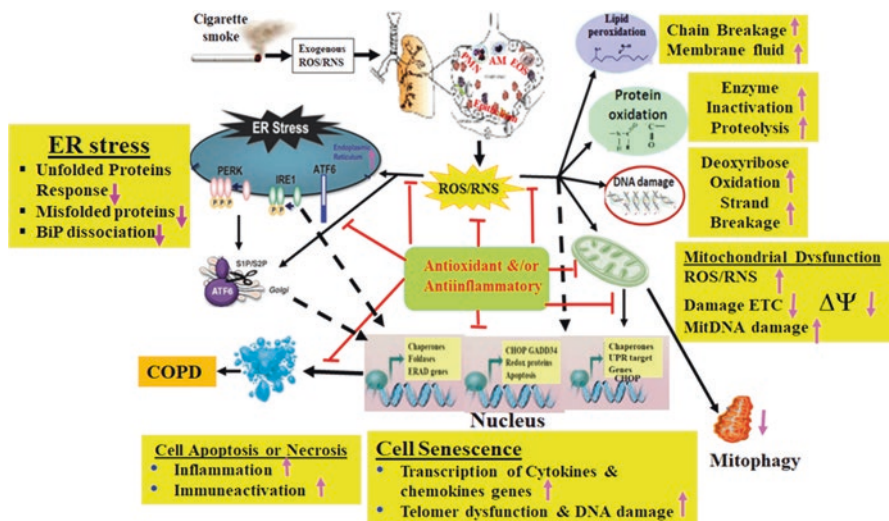 Cigarette
smoke
Exogenous
ROS/RNS
PMN
AM
EOS
Epithelium
Lipid
peroxidation
Chain Breakage
Membrane fluid
Protein
oxidation
Enzyme
Inactivation
Proteolysis
ER stress
Unfolded Proteins
Response
Misfolded proteins
BiP dissociation
ER Stress
Endoplasmic
Reticulum
PERK
IRE1
ATF6
P P P
P P
ROS/RNS
DNA damage
Deoxyribose
Oxidation
Strand
Breakage
S1P/S2P
ATF6
Golgi
Antioxidant &/or
Antiinflammatory
Mitochondrial Dysfunction
ROS/RNS
Damage ETC
ΔΨ
MitDNA damage
COPD
Chaperones
Foldases
ERAD genes
CHOP GADD34
Redox proteins
Apoptosis
Chaperones
UPR target
Genes
CHOP
Nucleus
Mitophagy
Cell Apoptosis or Necrosis
Inflammation
Immuneactivation
Cell Senescence
Transcription of Cytokines &
chemokines genes
Telomer dysfunction & DNA damage